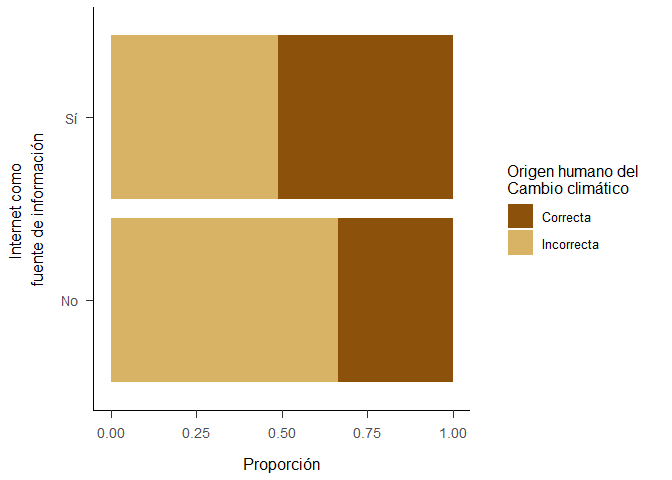 Internet como
fuente de información
Sí
No
0.00
0.25
0.50
0.75
1.00
Proporción
Origen humano del
Cambio climático
Correcta
Incorrecta